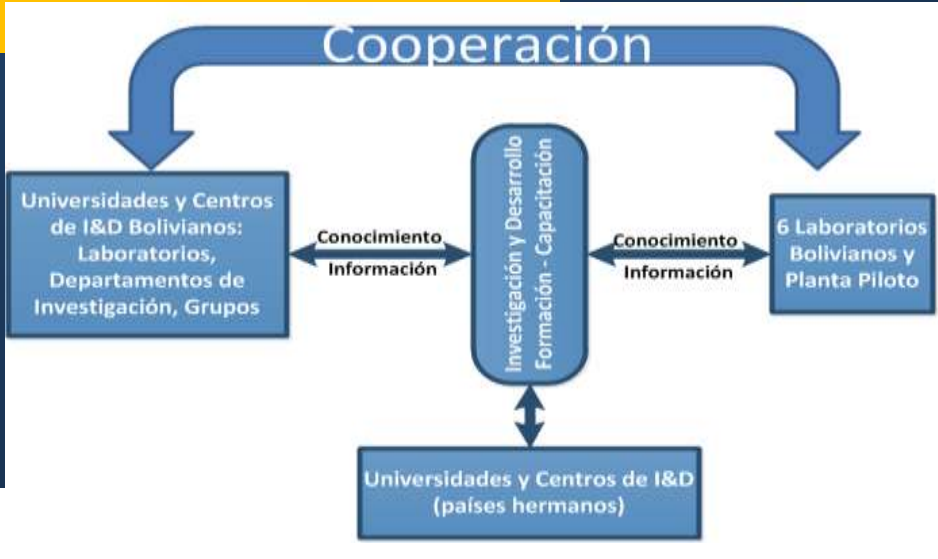 Cooperación
Universidades y Centros
de I&D Bolivianos:
Laboratorios,
Departamentos de
Investigación, Grupos
Conocimiento
Información
Investigación y Desarrollo
Formación - Capacitación
Conocimiento
Información
6 Laboratorios
Bolivianos y
Planta Piloto
Universidades y Centros de I&D
(países hermanos)